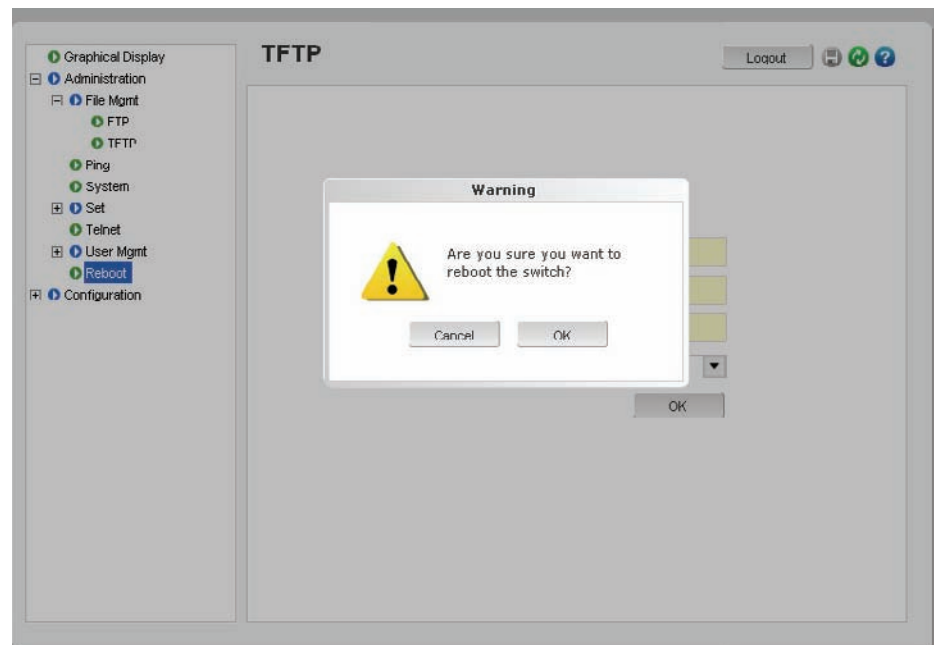 TFTP
Logout
Graphical Display
Administration
File Mgmt
FTP
TFTP
Ping
System
Set
Telnet
User Mgmt
Reboot
Configuration
Warning
Are you sure you want to
reboot the switch?
Cancel
OK
OK